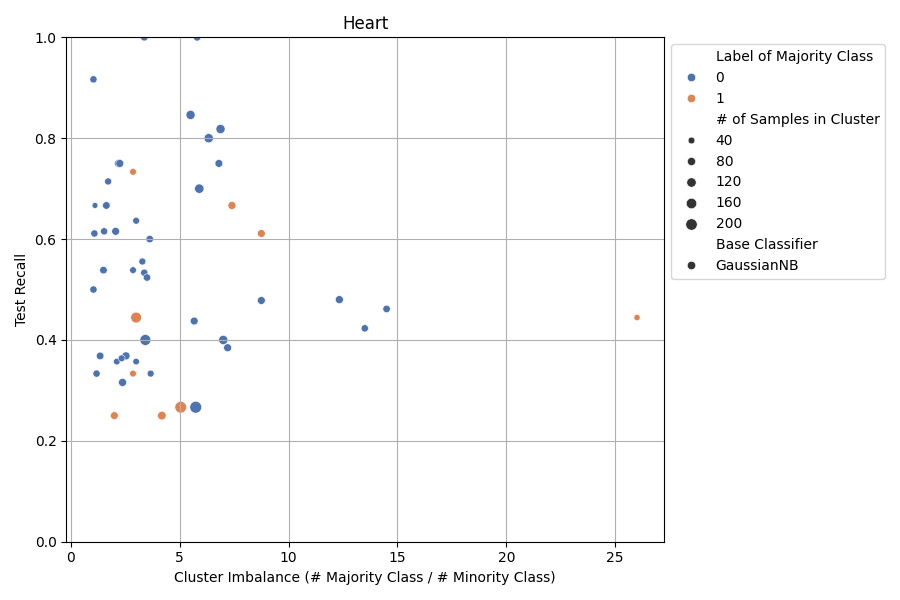 Heart
1.0
0.8
0.6
0.4
0.2
0.0
Test Recall
0
5
10
15
20
25
Cluster Imbalance (# Majority Class / # Minority Class)
Label of Majority Class
0
1
# of Samples in Cluster
40
80
120
160
200
Base Classifier
GaussianNB